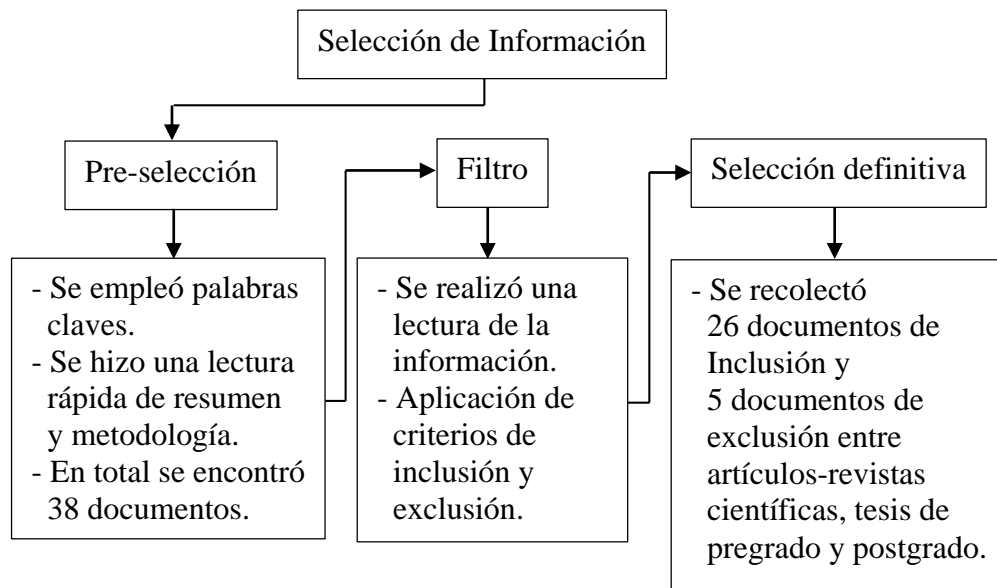 Selección de Información
Pre-selección
- Se empleó palabras
claves.
- Se hizo una lectura
rápida de resumen
y metodología.
- En total se encontró
38 documentos.
Filtro
- Se realizó una
lectura de la
información.
- Aplicación de
criterios de
inclusión y
exclusión.
Selección definitiva
- Se recolectó
26 documentos de
Inclusión y
5 documentos de
exclusión entre
artículos-revistas
científicas, tesis de
pregrado y postgrado.